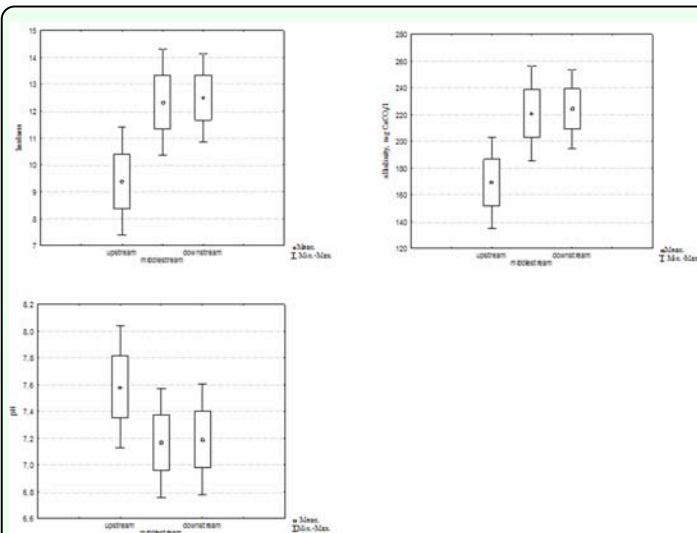 15
14
13
12
11
10
9
8
7
hardness
upstream
middlestream
downstream
Mean.
Min.-Max.
280
260
240
220
200
180
160
140
120
alkalinity, mg CaCO3/l
upstream
middlestream
downstream
Mean.
Min.-Max
8,2
8,0
7,8
7,6
7,4
7,2
7,0
6,8
6,6
pH
upstream
middlestream
downstream
Mean.
Min.-Max